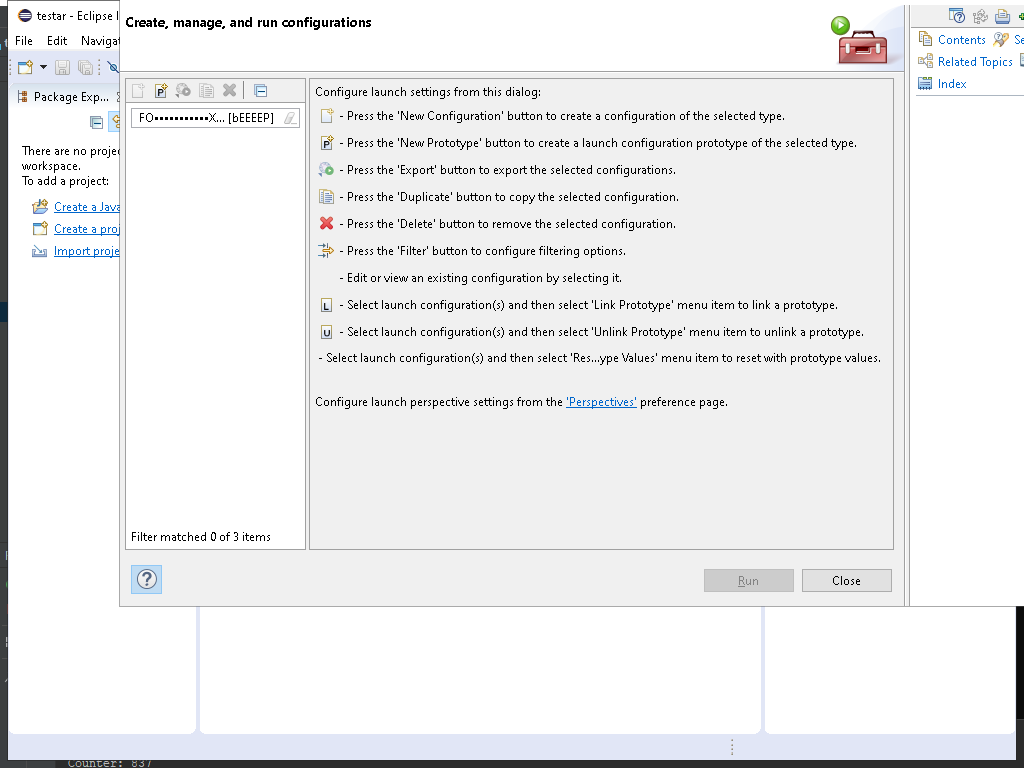 testar - Eclipse I
File Edit Navigat
Package Exp...
There are no projec
workspace.
To add a project:
Create a Java
Create a proj
Import proje
Create, manage, and run configurations
FO•••••••••••X... [bEEEEP]
Filter matched 0 of 3 items
Configure launch settings from this dialog:
- Press the 'New Configuration' button to create a configuration of the selected type.
P - Press the 'New Prototype' button to create a launch configuration prototype of the selected type.
- Press the 'Export' button to export the selected configurations.
- Press the 'Duplicate' button to copy the selected configuration.
- Press the 'Delete' button to remove the selected configuration.
- Press the 'Filter' button to configure filtering options.
- Edit or view an existing configuration by selecting it.
L - Select launch configuration(s) and then select 'Link Prototype' menu item to link a prototype.
U - Select launch configuration(s) and then select 'Unlink Prototype' menu item to unlink a prototype.
- Select launch configuration(s) and then select 'Res...ype Values' menu item to reset with prototype values.
Configure launch perspective settings from the 'Perspectives' preference page.
?
Run Close
Contents Se
Related Topics
Index
Counter: 837